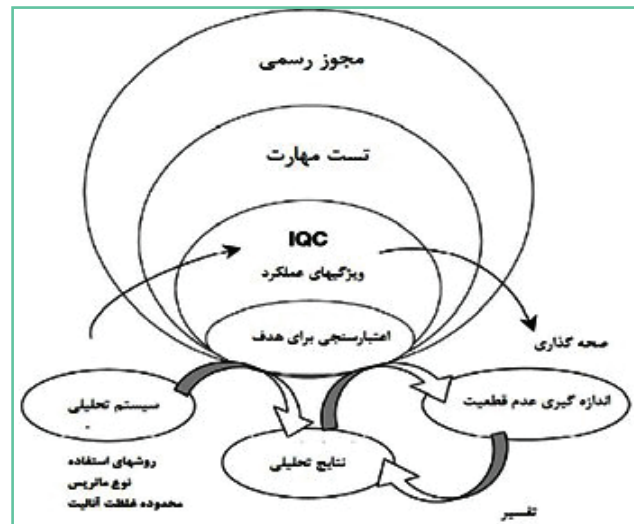 مجوز رسمی
تست مهارت
IQC
ویژگیهای عملکرد
اعتبارسنجی برای هدف
صحه گذاری
سیستم تحلیلی
اندازه گیری عدم قطعیت
نتایج تحلیلی
روشهای استفاده
نوع ماتریس
محموده غلظت آنالیت
تفسیر